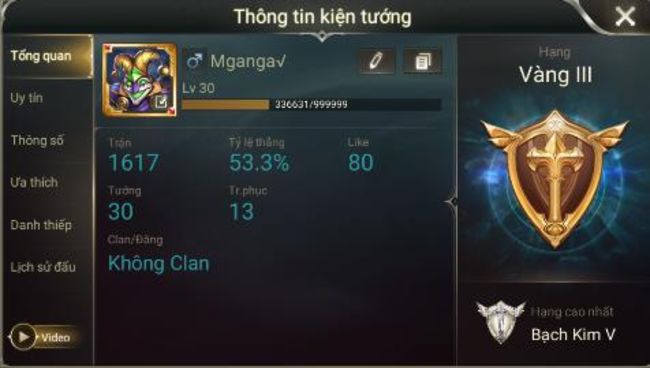 Thông tin kiện tướng
Tổng quan
Uy tín
Thông số
Ưa thích
Danh thiếp
Lịch sử đấu
Video
Mganga√
Lv 30
336631/999999
Trận
Tỷ lệ thắng
Like
1617
53.3%
80
Tướng
Tr.phục
30
13
Clan/Đảng
Không Clan
Hạng
Vàng III
Hạng cao nhất
Bạch Kim V